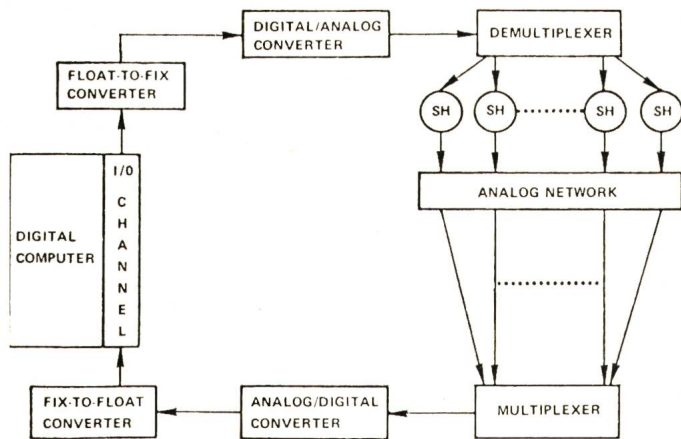 DIGITAL/ANALOG
CONVERTER
DEMULTIPLEXER
FLOAT-TO-FIX
CONVERTER
SH
SH
SH
SH
I/O
C
H
A
N
N
E
L
ANALOG NETWORK
DIGITAL
COMPUTER
FIX-TO-FLOAT
CONVERTER
ANALOG/DIGITAL
CONVERTER
MULTIPLEXER